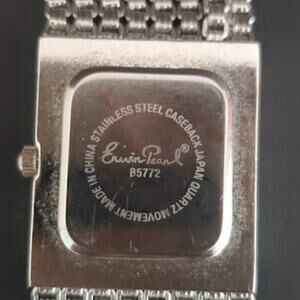 STAINLESS STEEL CASEBACK JAPAN QUARTZ MOVEMENT MADE IN CHINA
Erwin Pearl®
B5772